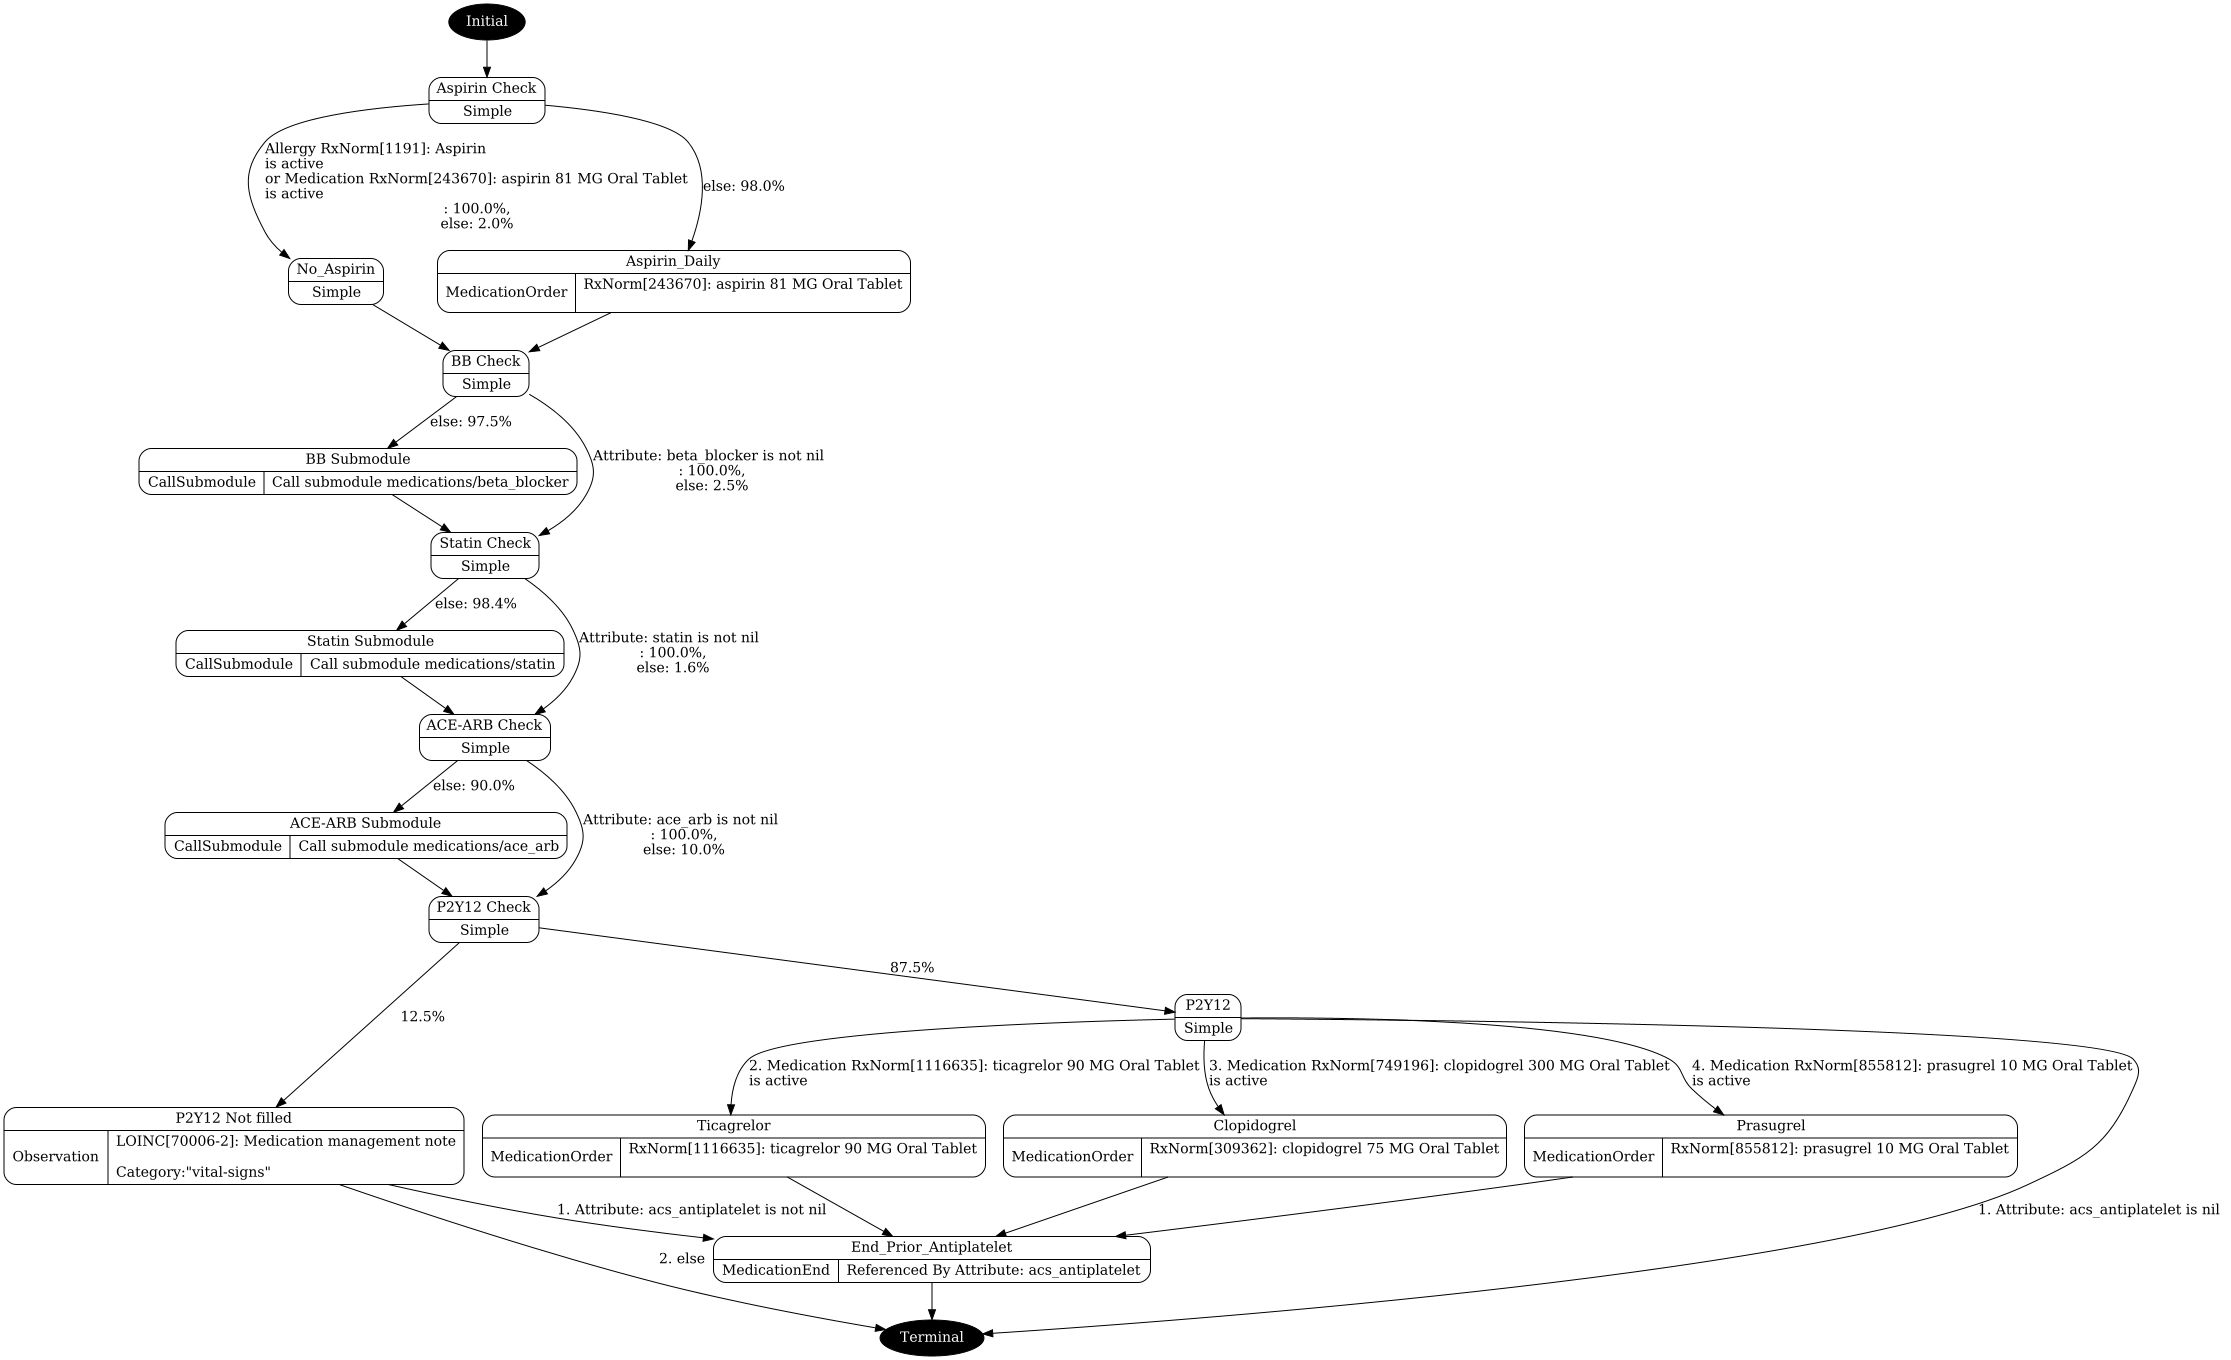 Initial
Aspirin Check
Simple
Allergy RxNorm[1191]: Aspirin
is active
or Medication RxNorm[243670]: aspirin 81 MG Oral Tablet
is active
: 100.0%,
else: 2.0%
else: 98.0%
No_Aspirin
Simple
Aspirin_Daily
MedicationOrder
RxNorm[243670]: aspirin 81 MG Oral Tablet
BB Check
Simple
else: 97.5%
Attribute: beta_blocker is not nil
: 100.0%,
else: 2.5%
BB Submodule
CallSubmodule
Call submodule medications/beta_blocker
Statin Check
Simple
else: 98.4%
Attribute: statin is not nil
: 100.0%,
else: 1.6%
Statin Submodule
CallSubmodule
Call submodule medications/statin
ACE-ARB Check
Simple
else: 90.0%
Attribute: ace_arb is not nil
: 100.0%,
else: 10.0%
ACE-ARB Submodule
CallSubmodule
Call submodule medications/ace_arb
P2Y12 Check
Simple
87.5%
12.5%
P2Y12
Simple
2. Medication RxNorm[1116635]: ticagrelor 90 MG Oral Tablet
is active
3. Medication RxNorm[749196]: clopidogrel 300 MG Oral Tablet
is active
4. Medication RxNorm[855812]: prasugrel 10 MG Oral Tablet
is active
P2Y12 Not filled
Observation
LOINC[70006-2]: Medication management note
Category:"vital-signs"
Ticagrelor
MedicationOrder
RxNorm[1116635]: ticagrelor 90 MG Oral Tablet
Clopidogrel
MedicationOrder
RxNorm[309362]: clopidogrel 75 MG Oral Tablet
Prasugrel
MedicationOrder
RxNorm[855812]: prasugrel 10 MG Oral Tablet
1. Attribute: acs_antiplatelet is not nil
1. Attribute: acs_antiplatelet is nil
2. else
End_Prior_Antiplatelet
MedicationEnd
Referenced By Attribute: acs_antiplatelet
Terminal